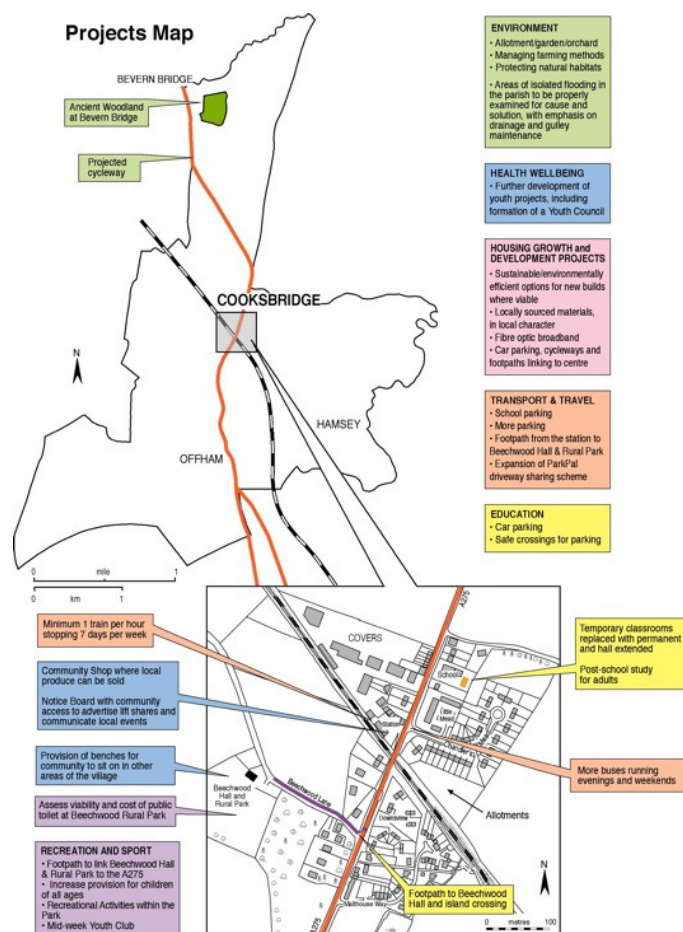 Projects Map
BEVERN BRIDGE
Ancient Woodland
at Bevern Bridge
Projected
cycleway
COOKSBRIDGE
N
HAMSEY
OFFHAM
0 mile 1
0 km 1
ENVIRONMENT
• Allotment/garden/orchard
• Managing farming methods
• Protecting natural habitats
• Areas of isolated flooding in
the parish to be properly
examined for cause and
solution, with emphasis on
drainage and gulley
maintenance
HEALTH WELLBEING
• Further development of
youth projects, including
formation of a Youth Council
HOUSING GROWTH and
DEVELOPMENT PROJECTS
• Sustainable/environmentally
efficient options for new builds
where viable
• Locally sourced materials,
in local character
• Fibre optic broadband
• Car parking, cycleways and
footpaths linking to centre
TRANSPORT & TRAVEL
• School parking
• More parking
• Footpath from the station to
Beechwood Hall & Rural Park
• Expansion of ParkPal
driveway sharing scheme
EDUCATION
• Car parking
• Safe crossings for parking
Minimum 1 train per hour
stopping 7 days per week
Community Shop where local
produce can be sold
Notice Board with community
access to advertise lift shares and
communicate local events
Provision of benches for
community to sit on in other
areas of the village
Assess viability and cost of public
toilet at Beechwood Rural Park
RECREATION AND SPORT
• Footpath to link Beechwood Hall
& Rural Park to the A275
• Increase provision for children
of all ages
• Recreational Activities within the
Park
• Mid-week Youth Club
A275
COVERS
School
Little
Mead
Station
Beechwood
Hall and
Rural Park
Beechwood Lane
Downsview
Allotments
Malthouse Way
A275
Footpath to Beechwood
Hall and island crossing
N
0 metres 100
Temporary classrooms
replaced with permanent
and hall extended
Post-school study
for adults
More buses running
evenings and weekends